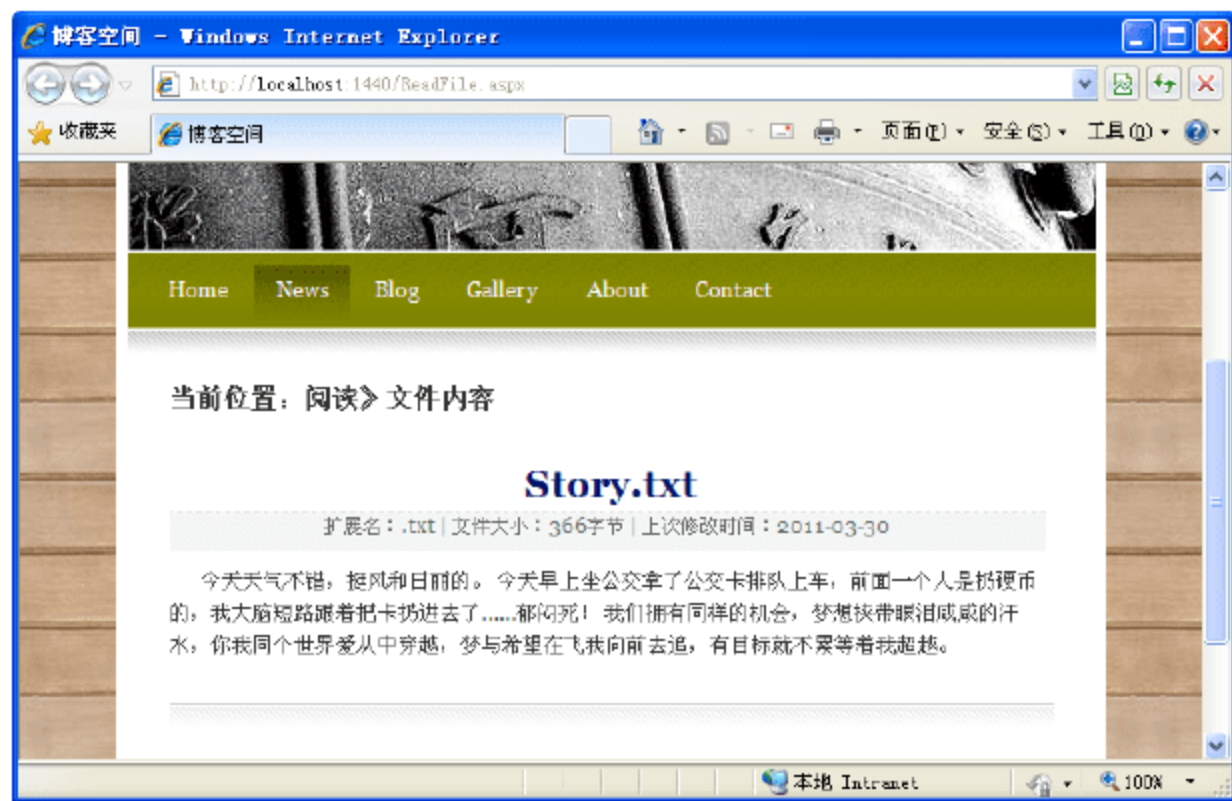 博客空间 - Windows Internet Explorer
http://localhost:1440/ReadFile.aspx
收藏夹 博客空间 页面(P) 安全(S) 工具(O)
Home News Blog Gallery About Contact
当前位置：阅读》文件内容
Story.txt
扩展名：.txt | 文件大小：366字节 | 上次修改时间：2011-03-30
今天天气不错，挺风和日丽的。今天早上坐公交拿了公交卡排队上车，前面一个人是扔硬币
的，我大脑短路跟着把卡扔进去了......郁闷死！我们拥有同样的机会，梦想挟带眼泪咸咸的汗
水，你我同个世界爱从中穿越，梦与希望在飞我向前去追，有目标就不累等着我超越。
本地 Intranet 100%